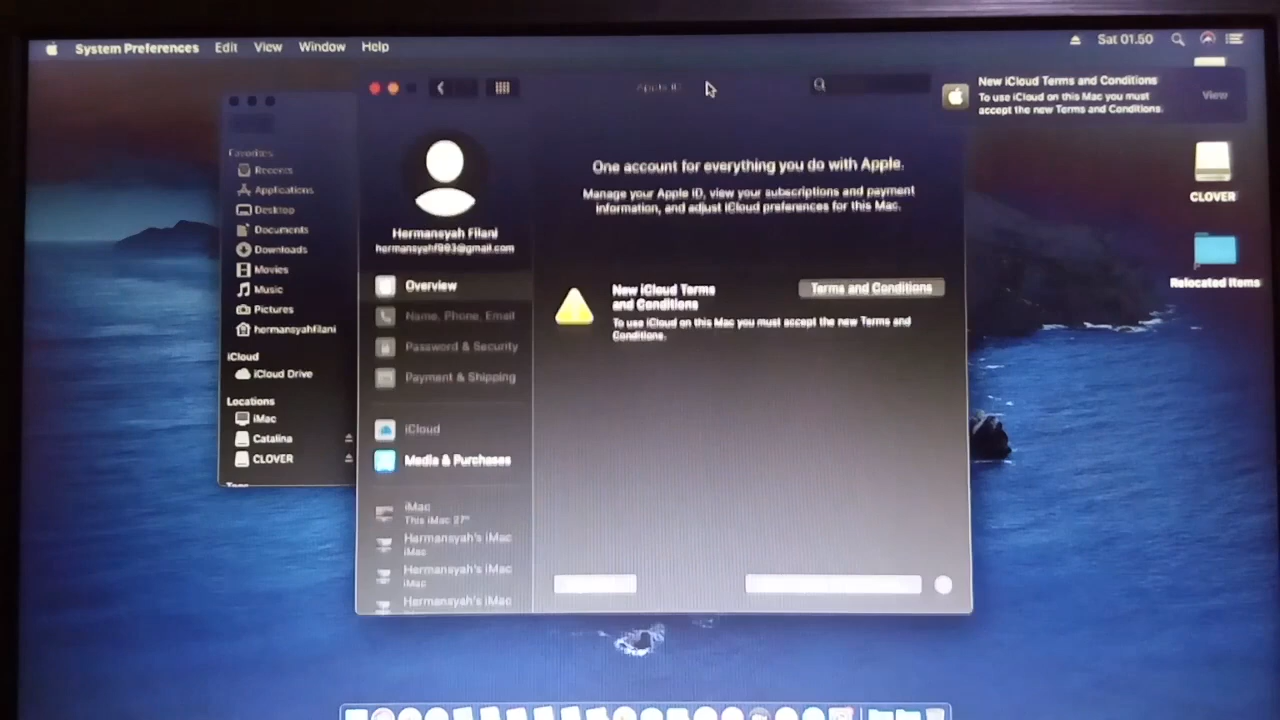 System Preferences Edit View Window Help
Sat 01.50
New iCloud Terms and Conditions
To use iCloud on this Mac you must
accept the new Terms and Conditions.
View
CLOVER
Relocated Items
Favorites
Recents
Applications
Desktop
Documents
Downloads
Movies
Music
Pictures
hermansyahfilani
iCloud
iCloud Drive
Locations
iMac
Catalina
CLOVER
Apple ID
Hermansyah Filani
hermansyahf993@gmail.com
Overview
Name, Phone, Email
Password & Security
Payment & Shipping
iCloud
Media & Purchases
iMac
This iMac 27"
Hermansyah's iMac
iMac
Hermansyah's iMac
iMac
Hermansyah's iMac
One account for everything you do with Apple.
Manage your Apple ID, view your subscriptions and payment
information, and adjust iCloud preferences for this Mac.
New iCloud Terms
and Conditions
To use iCloud on this Mac you must accept the new Terms and
Conditions.
Terms and Conditions